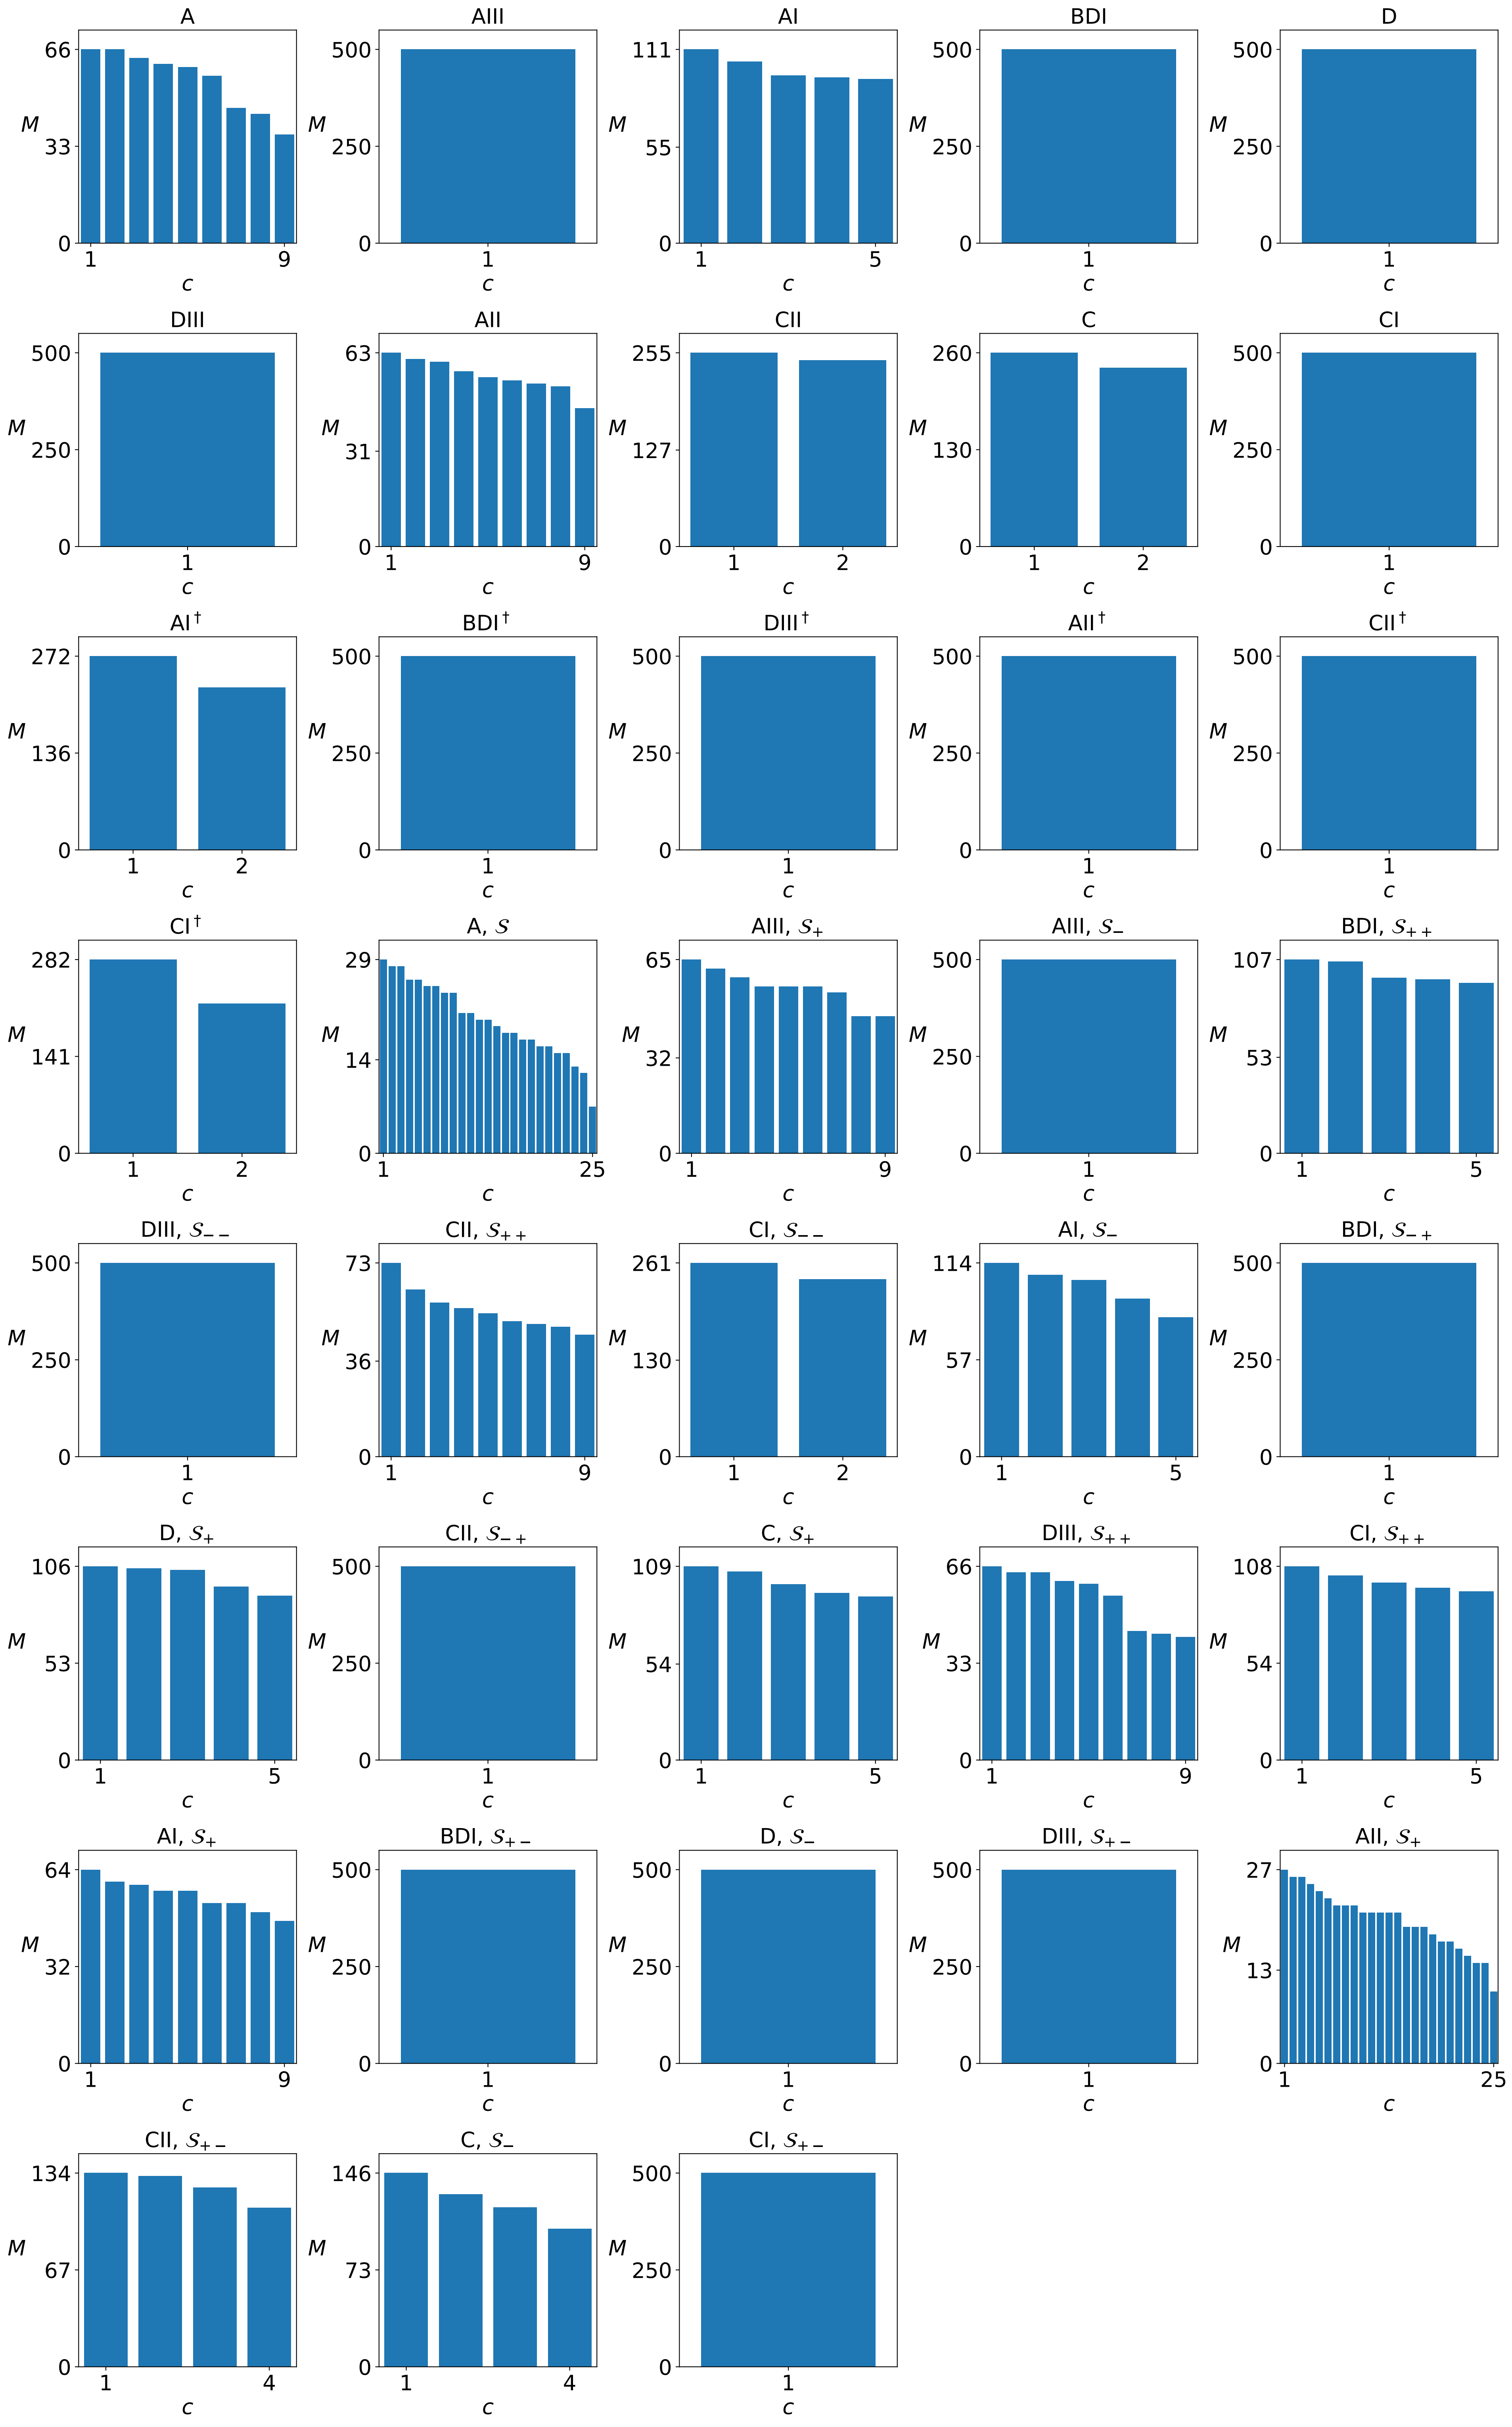 A AIII AI BDI D
M 66 33 0 M 500 250 0 M 111 55 0 M 500 250 0 M 500 250 0
1 9 1 1 5 1 1
c c c c c
DIII AII CII C CI
M 500 250 0 M 63 31 0 M 255 127 0 M 260 130 0 M 500 250 0
1 1 9 1 2 1 2 1
c c c c c
AI† BDI† DIII† AII† CII†
M 272 136 0 M 500 250 0 M 500 250 0 M 500 250 0 M 500 250 0
1 2 1 1 1 1
c c c c c
CI† A, 𝒮 AIII, 𝒮₊ AIII, 𝒮₋ BDI, 𝒮₊₊
M 282 141 0 M 29 14 0 M 65 32 0 M 500 250 0 M 107 53 0
1 2 1 25 1 9 1 1 5
c c c c c
DIII, 𝒮₋₋ CII, 𝒮₊₊ CI, 𝒮₋₋ AI, 𝒮₋ BDI, 𝒮₋₊
M 500 250 0 M 73 36 0 M 261 130 0 M 114 57 0 M 500 250 0
1 1 9 1 2 1 5 1
c c c c c
D, 𝒮₊ CII, 𝒮₋₊ C, 𝒮₊ DIII, 𝒮₊₊ CI, 𝒮₊₊
M 106 53 0 M 500 250 0 M 109 54 0 M 66 33 0 M 108 54 0
1 5 1 1 5 1 9 1 5
c c c c c
AI, 𝒮₊ BDI, 𝒮₊₋ D, 𝒮₋ DIII, 𝒮₊₋ AII, 𝒮₊
M 64 32 0 M 500 250 0 M 500 250 0 M 500 250 0 M 27 13 0
1 9 1 1 1 1 25
c c c c c
CII, 𝒮₊₋ C, 𝒮₋ CI, 𝒮₊₋
M 134 67 0 M 146 73 0 M 500 250 0
1 4 1 4 1
c c c